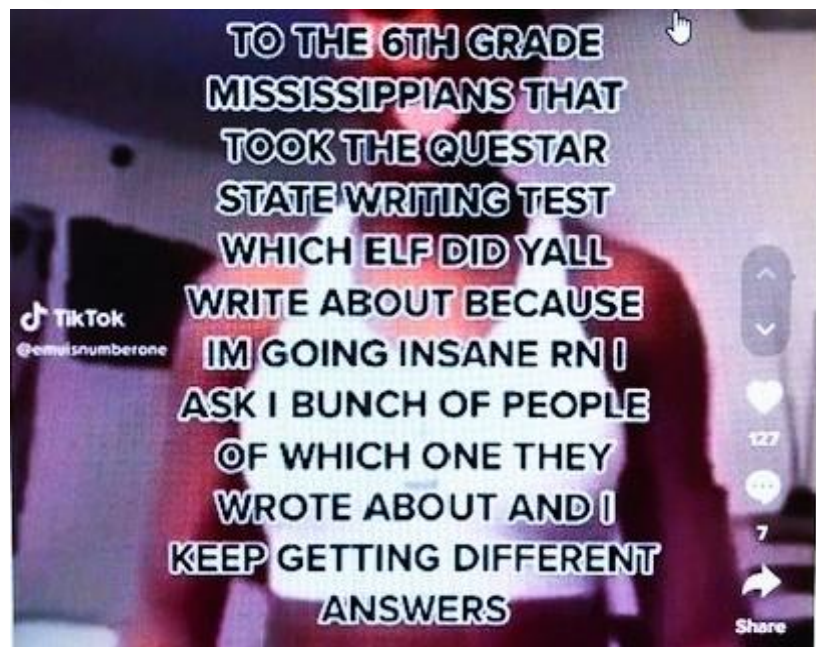 TO THE 6TH GRADE
MISSISSIPPIANS THAT
TOOK THE QUESTAR
STATE WRITING TEST
WHICH ELF DID YALL
WRITE ABOUT BECAUSE
IM GOING INSANE RN I
ASK I BUNCH OF PEOPLE
OF WHICH ONE THEY
WROTE ABOUT AND I
KEEP GETTING DIFFERENT
ANSWERS
TikTok
@emuisnumberone
127
7
Share